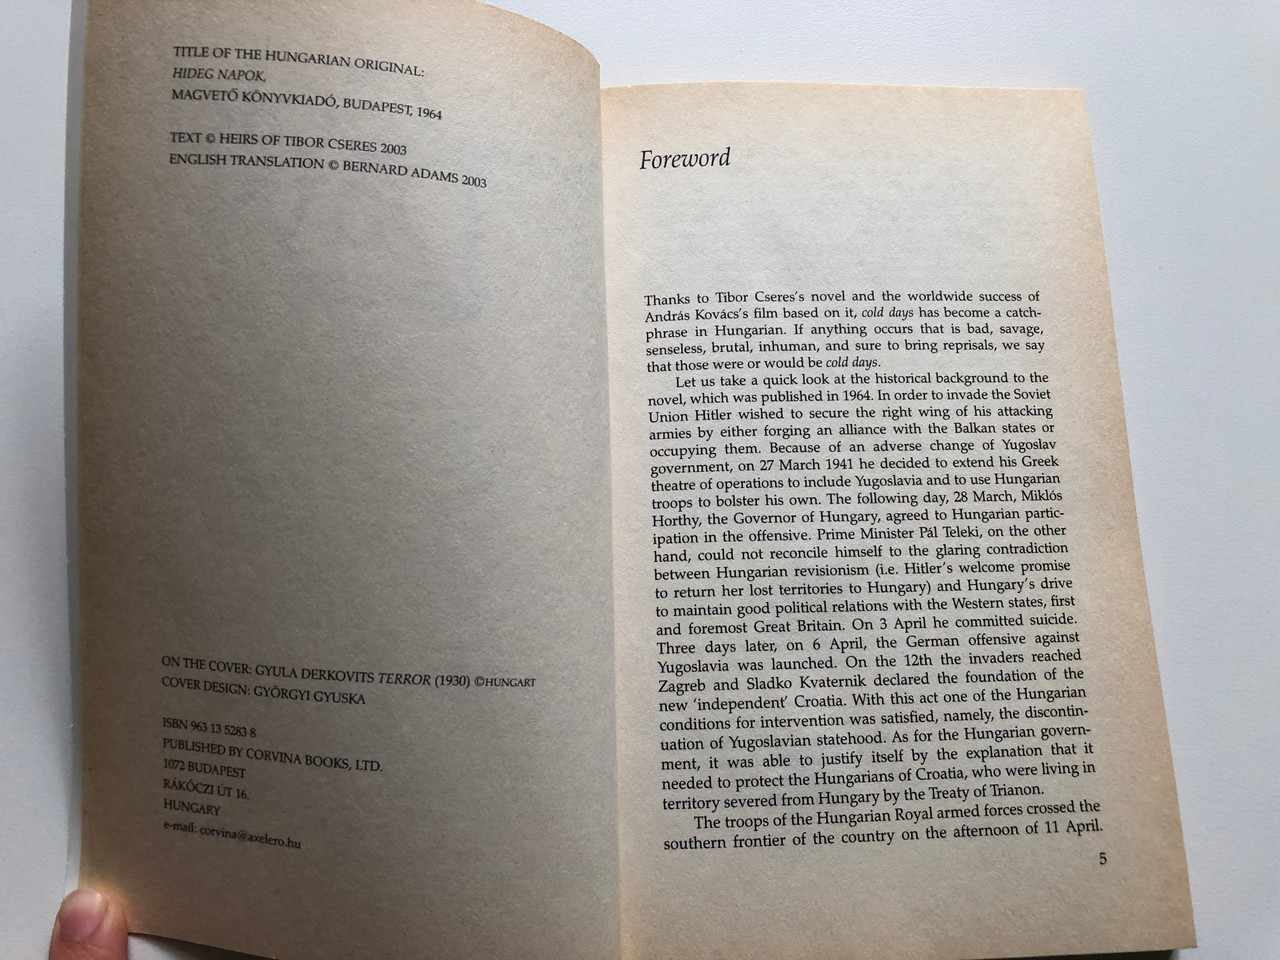 TITLE OF THE HUNGARIAN ORIGINAL:
HIDEG NAPOK,
MAGVETŐ KÖNYVKIADÓ, BUDAPEST, 1964
TEXT © HEIRS OF TIBOR CSERES 2003
ENGLISH TRANSLATION © BERNARD ADAMS 2003
ON THE COVER: GYULA DERKOVITS TERROR (1930) ©HUNGART
COVER DESIGN: GYÖRGYI GYUSKA
ISBN 963 13 5283 8
PUBLISHED BY CORVINA BOOKS, LTD.
1072 BUDAPEST
RÁKÓCZI ÚT 16.
HUNGARY
e-mail: corvina@axelero.hu
Foreword
Thanks to Tibor Cseres's novel and the worldwide success of
András Kovács's film based on it, cold days has become a catch-
phrase in Hungarian. If anything occurs that is bad, savage,
senseless, brutal, inhuman, and sure to bring reprisals, we say
that those were or would be cold days.
Let us take a quick look at the historical background to the
novel, which was published in 1964. In order to invade the Soviet
Union Hitler wished to secure the right wing of his attacking
armies by either forging an alliance with the Balkan states or
occupying them. Because of an adverse change of Yugoslav
government, on 27 March 1941 he decided to extend his Greek
theatre of operations to include Yugoslavia and to use Hungarian
troops to bolster his own. The following day, 28 March, Miklós
Horthy, the Governor of Hungary, agreed to Hungarian partic-
ipation in the offensive. Prime Minister Pál Teleki, on the other
hand, could not reconcile himself to the glaring contradiction
between Hungarian revisionism (i.e. Hitler's welcome promise
to return her lost territories to Hungary) and Hungary's drive
to maintain good political relations with the Western states, first
and foremost Great Britain. On 3 April he committed suicide.
Three days later, on 6 April, the German offensive against
Yugoslavia was launched. On the 12th the invaders reached
Zagreb and Sladko Kvaternik declared the foundation of the
new 'independent' Croatia. With this act one of the Hungarian
conditions for intervention was satisfied, namely, the discontin-
uation of Yugoslavian statehood. As for the Hungarian govern-
ment, it was able to justify itself by the explanation that it
needed to protect the Hungarians of Croatia, who were living in
territory severed from Hungary by the Treaty of Trianon.
The troops of the Hungarian Royal armed forces crossed the
southern frontier of the country on the afternoon of 11 April.
5